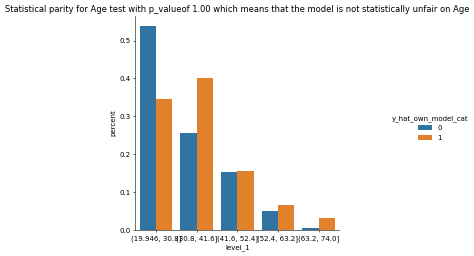 Statistical parity for Age test with p_valueof 1.00 which means that the model is not statistically unfair on Age
0.5
0.4
0.3
0.2
0.1
0.0
percent
(19.946, 30.8] (30.8, 41.6] (41.6, 52.4] (52.4, 63.2] (63.2, 74.0]
level_1
y_hat_own_model_cat
0
1